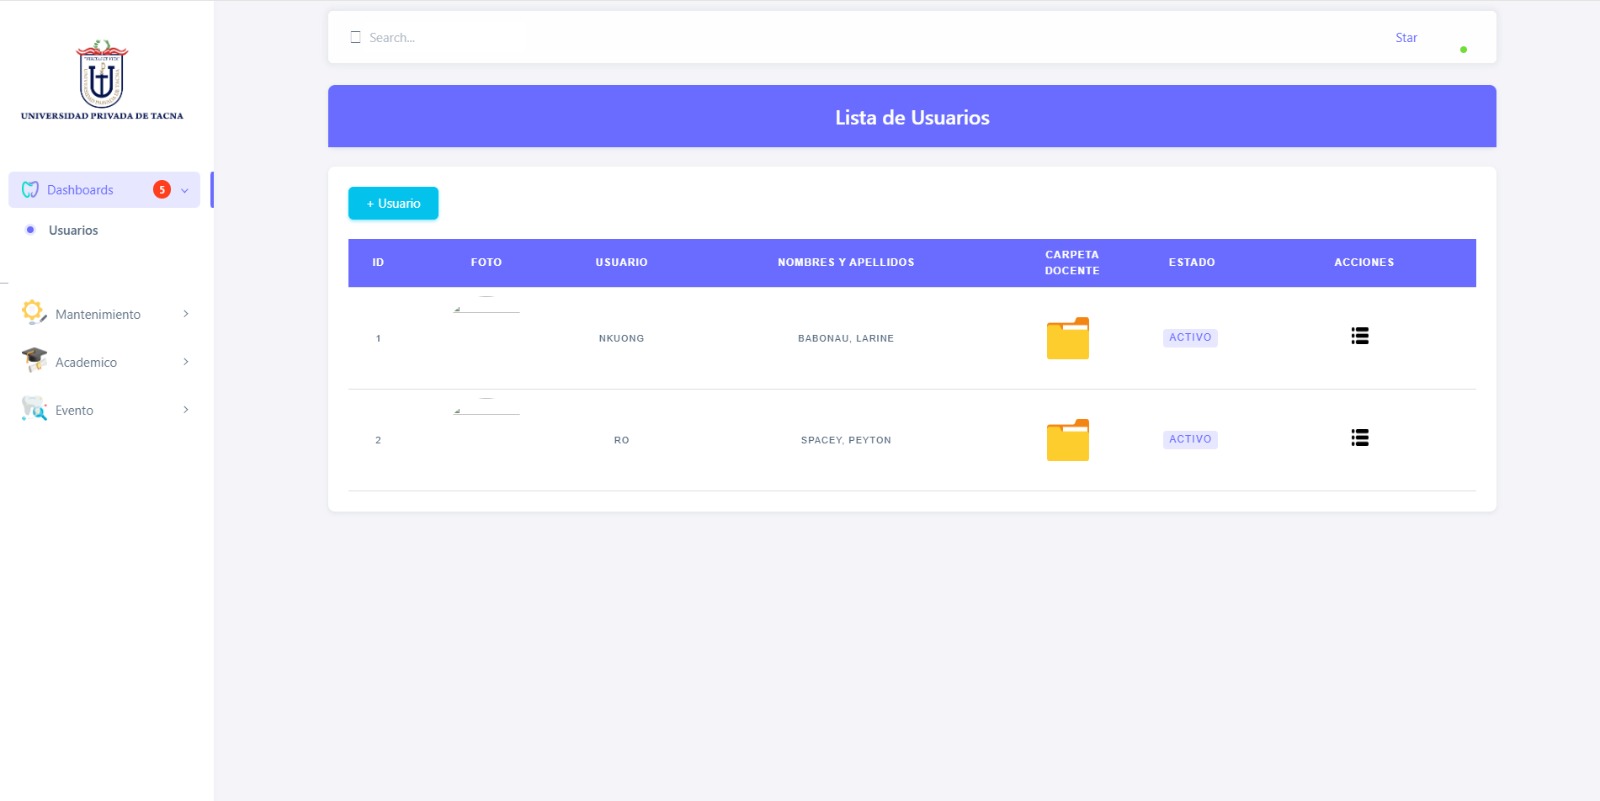 UNIVERSIDAD PRIVADA DE TACNA
Dashboards 5
Usuarios
Mantenimiento
Academico
Evento
Search...
Star
Lista de Usuarios
+ Usuario
ID FOTO USUARIO NOMBRES Y APELLIDOS CARPETA DOCENTE ESTADO ACCIONES
1 NKUONG BABONAU, LARINE ACTIVO
2 RO SPACEY, PEYTON ACTIVO